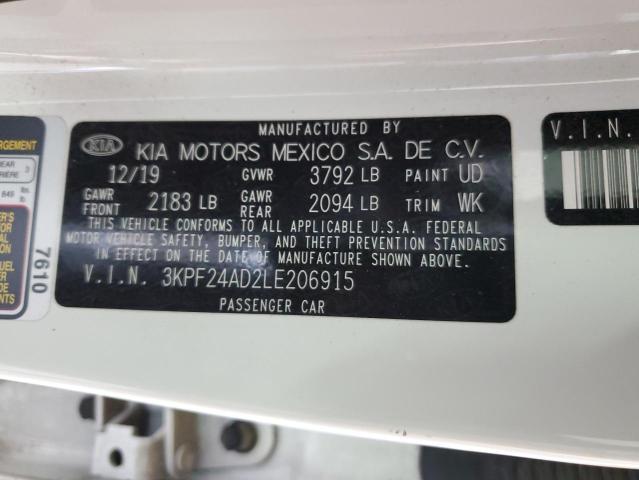 MANUFACTURED BY
KIA KIA MOTORS MEXICO S.A. DE C.V.
12/19 GVWR 3792 LB PAINT UD
GAWR FRONT 2183 LB GAWR REAR 2094 LB TRIM WK
THIS VEHICLE CONFORMS TO ALL APPLICABLE U.S.A. FEDERAL
MOTOR VEHICLE SAFETY, BUMPER, AND THEFT PREVENTION STANDARDS
IN EFFECT ON THE DATE OF MANUFACTURE SHOWN ABOVE.
V.I.N. 3KPF24AD2LE206915
PASSENGER CAR
V.I.N.
7610